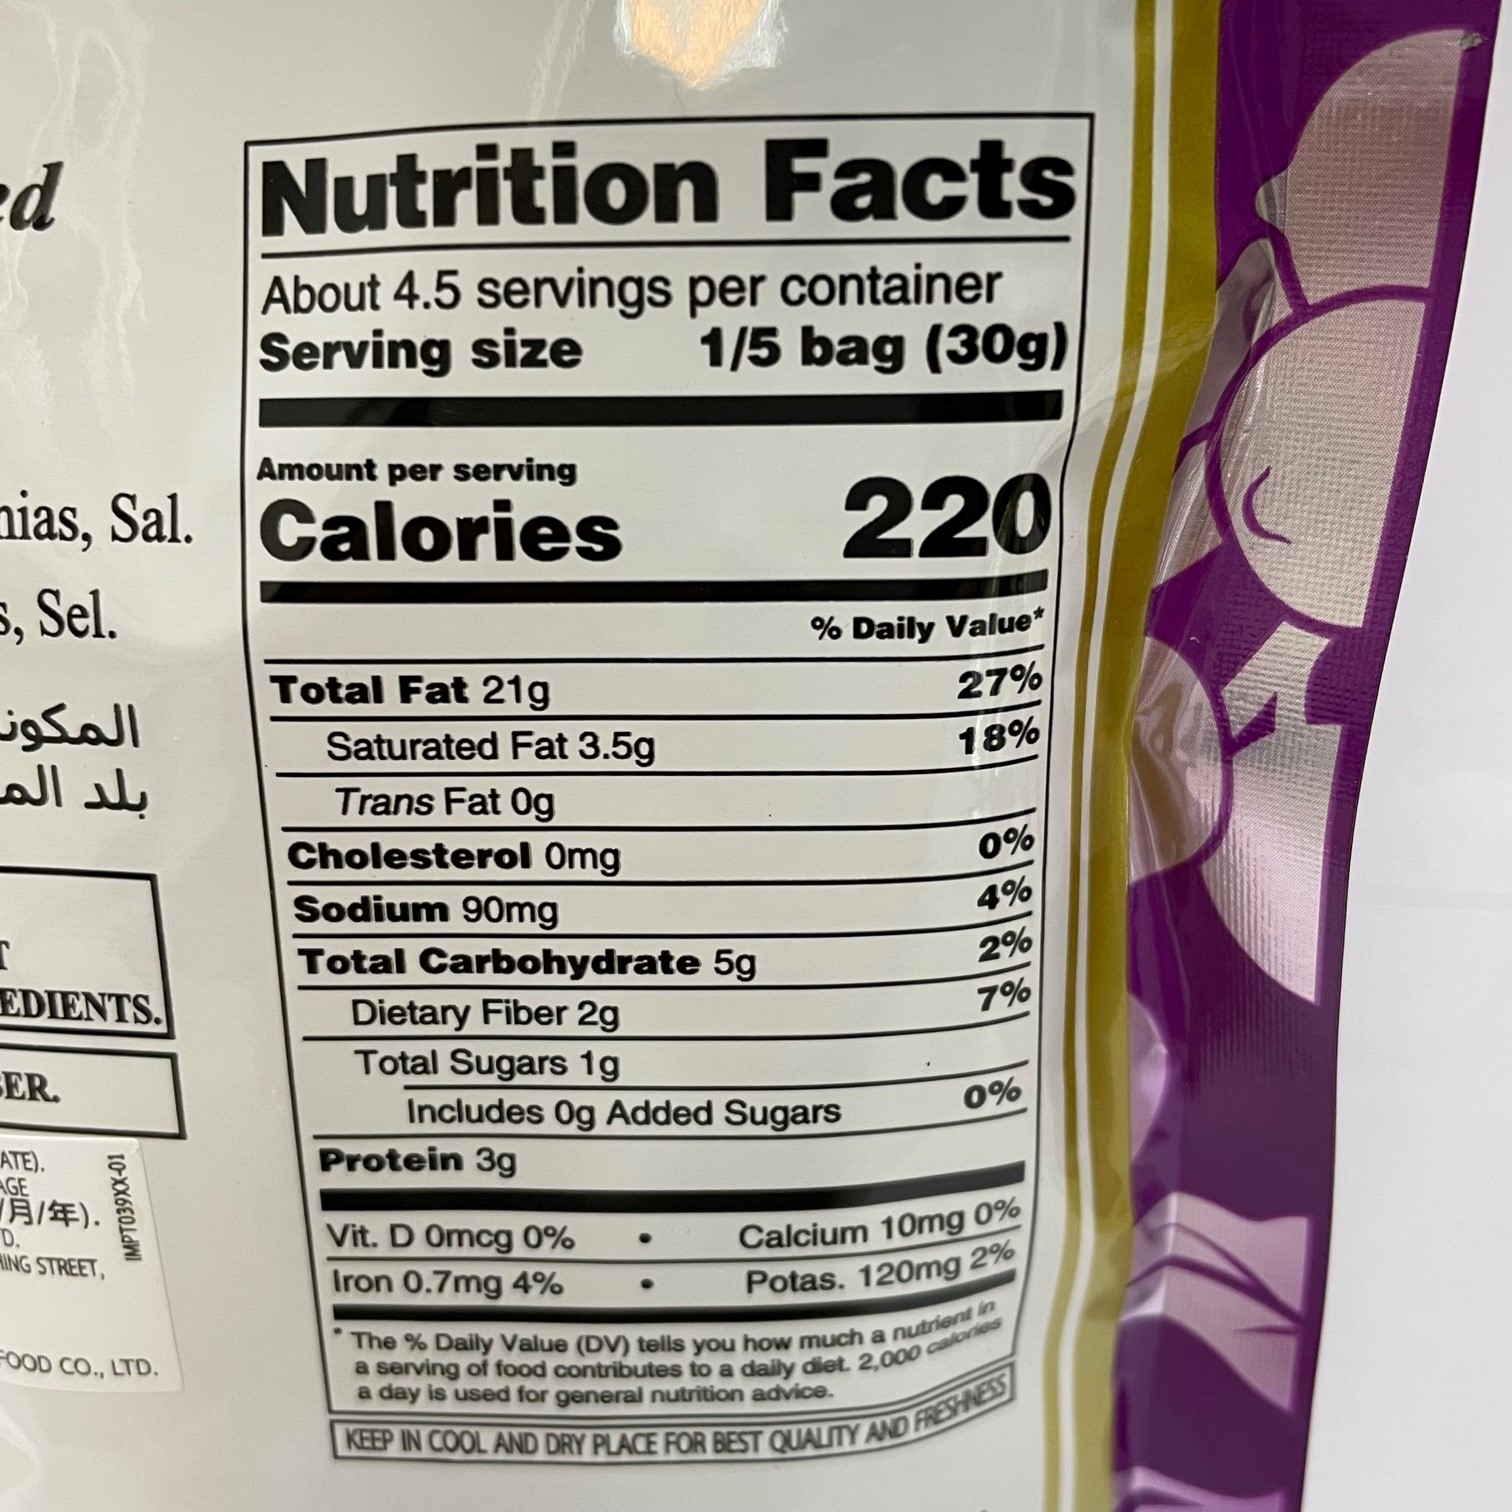 ed
nias, Sal.
s, Sel.
المكون
بلد الم
T
EDIENTS.
BER.
ATE).
AGE
/月/年).
D.
HING STREET,
FOOD CO., LTD.
IMPT039XX-01
Nutrition Facts
About 4.5 servings per container
Serving size 1/5 bag (30g)
Amount per serving
Calories 220
% Daily Value*
Total Fat 21g 27%
Saturated Fat 3.5g 18%
Trans Fat 0g
Cholesterol 0mg 0%
Sodium 90mg 4%
Total Carbohydrate 5g 2%
Dietary Fiber 2g 7%
Total Sugars 1g
Includes 0g Added Sugars 0%
Protein 3g
Vit. D 0mcg 0% • Calcium 10mg 0%
Iron 0.7mg 4% • Potas. 120mg 2%
* The % Daily Value (DV) tells you how much a nutrient in
a serving of food contributes to a daily diet. 2,000 calories
a day is used for general nutrition advice.
KEEP IN COOL AND DRY PLACE FOR BEST QUALITY AND FRESHNESS